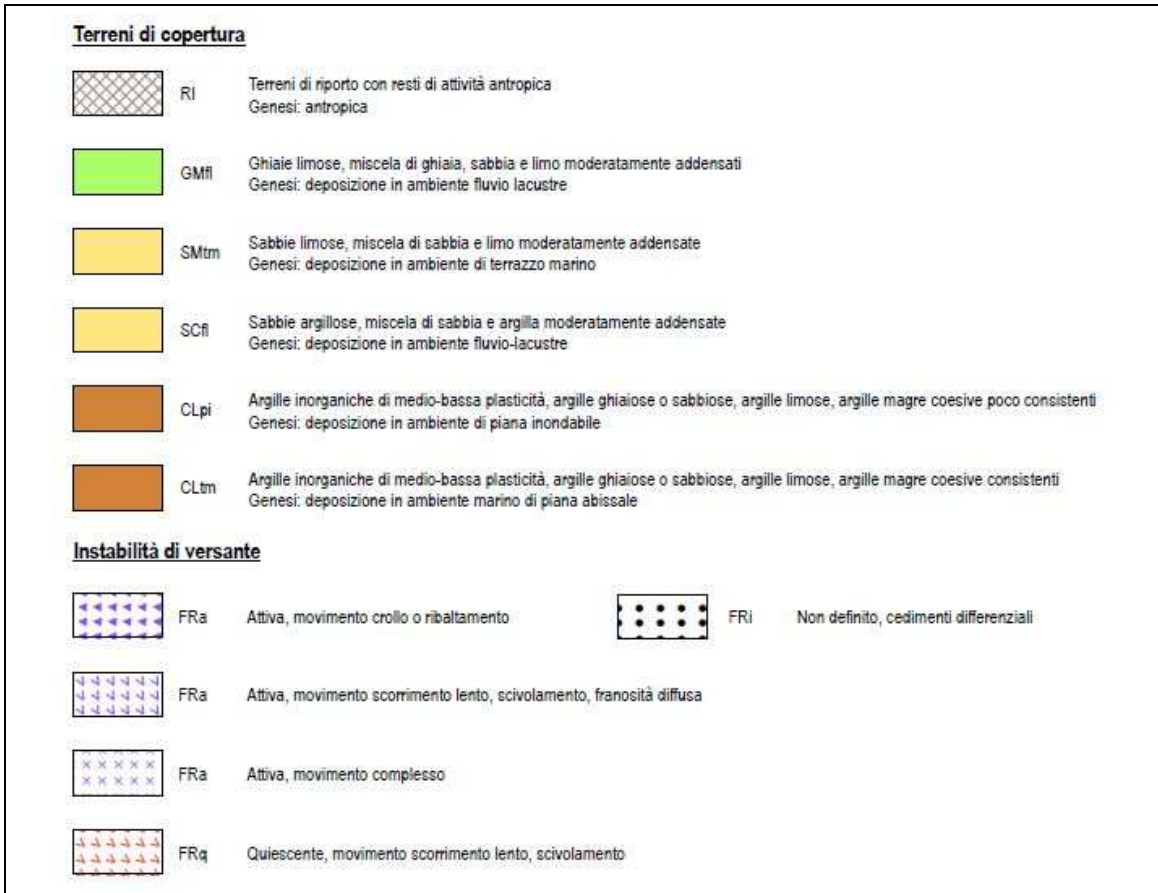 Terreni di copertura
RI
Terreni di riporto con resti di attività antropica
Genesi: antropica
GMfl
Ghiaie limose, miscela di ghiaia, sabbia e limo moderatamente addensati
Genesi: deposizione in ambiente fluvio lacustre
SMtm
Sabbie limose, miscela di sabbia e limo moderatamente addensate
Genesi: deposizione in ambiente di terrazzo marino
SCfl
Sabbie argillose, miscela di sabbia e argilla moderatamente addensate
Genesi: deposizione in ambiente fluvio-lacustre
CLpi
Argille inorganiche di medio-bassa plasticità, argille ghiaiose o sabbiose, argille limose, argille magre coesive poco consistenti
Genesi: deposizione in ambiente di piana inondabile
CLtm
Argille inorganiche di medio-bassa plasticità, argille ghiaiose o sabbiose, argille limose, argille magre coesive consistenti
Genesi: deposizione in ambiente marino di piana abissale
Instabilità di versante
FRa Attiva, movimento crollo o ribaltamento
FRi Non definito, cedimenti differenziali
FRa Attiva, movimento scorrimento lento, scivolamento, franosità diffusa
FRa Attiva, movimento complesso
FRq Quiescente, movimento scorrimento lento, scivolamento